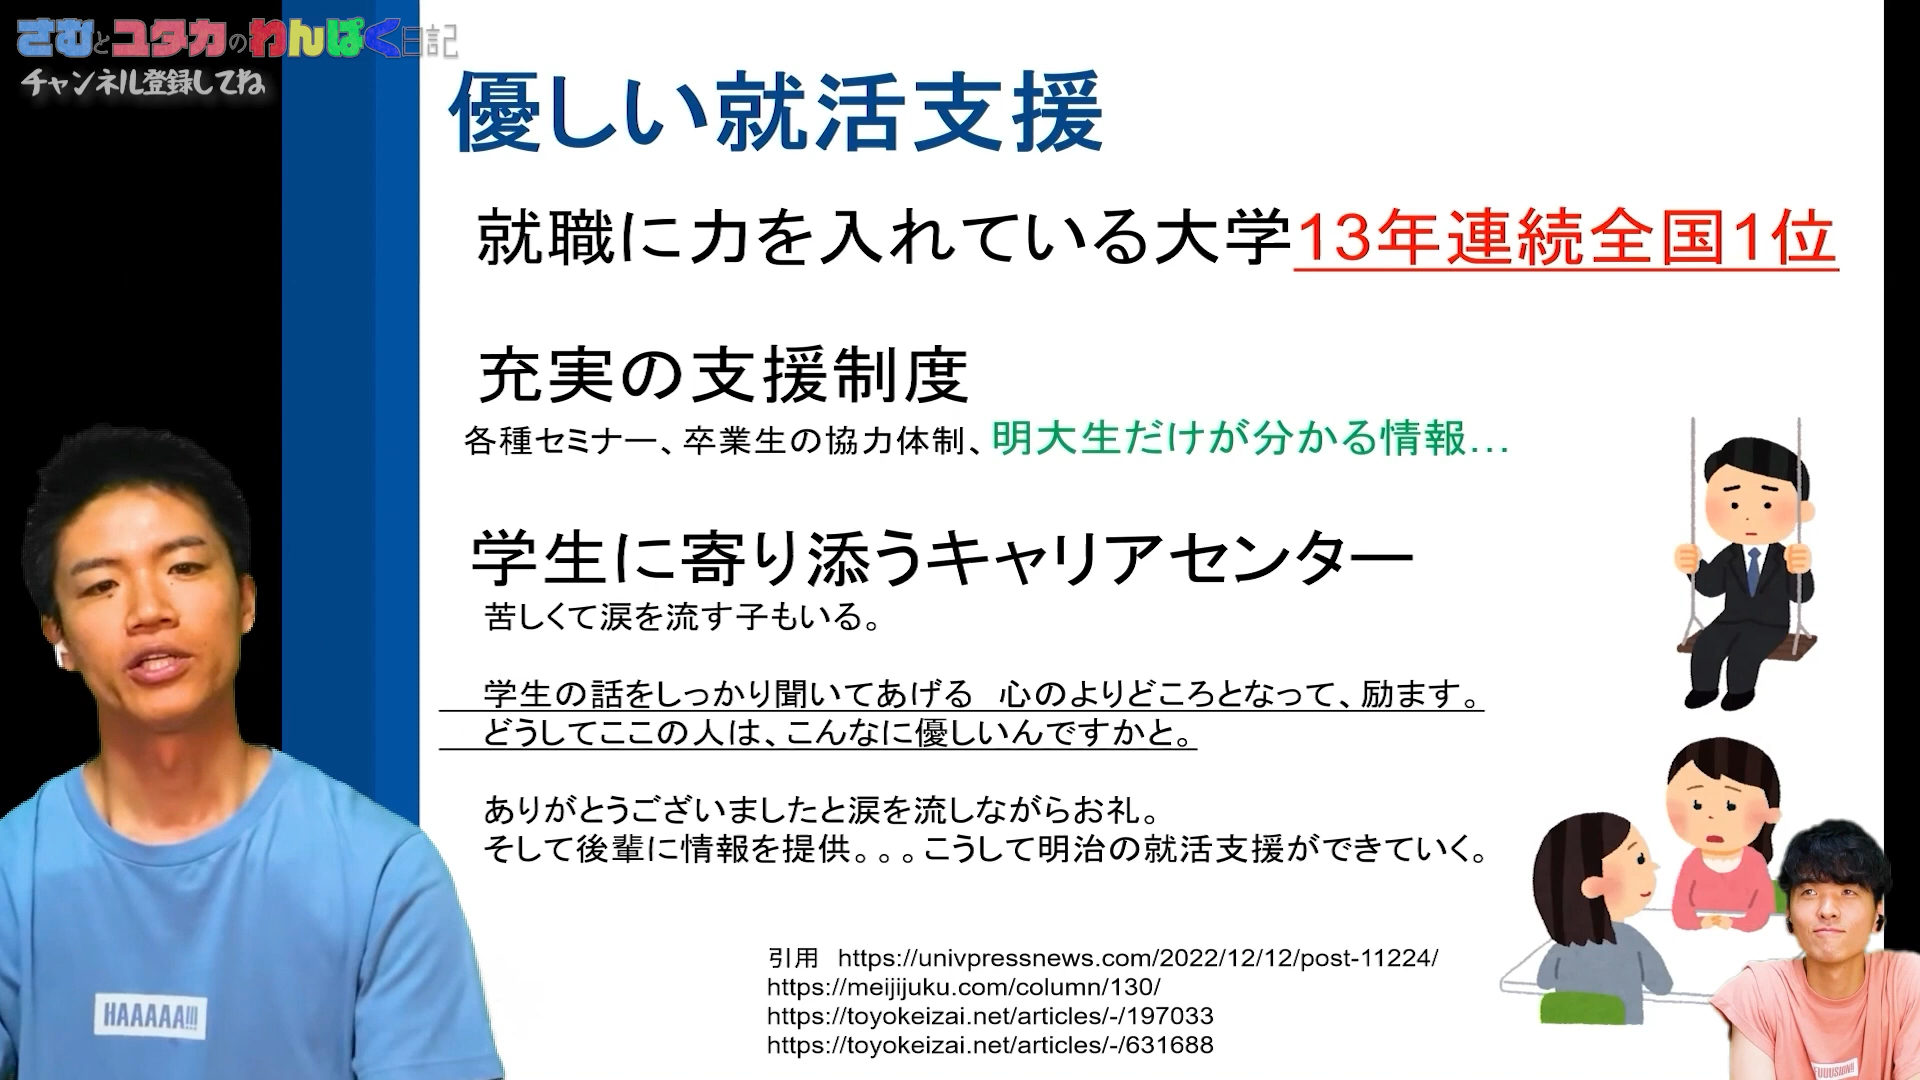 さむとユタカのわんぱく日記
チャンネル登録してね
優しい就活支援
就職に力を入れている大学13年連続全国1位
充実の支援制度
各種セミナー、卒業生の協力体制、明大生だけが分かる情報…
学生に寄り添うキャリアセンター
苦しくて涙を流す子もいる。
学生の話をしっかり聞いてあげる　心のよりどころとなって、励ます。
どうしてここの人は、こんなに優しいんですかと。
ありがとうございましたと涙を流しながらお礼。
そして後輩に情報を提供。。。こうして明治の就活支援ができていく。
引用　https://univpressnews.com/2022/12/12/post-11224/
https://meijijuku.com/column/130/
https://toyokeizai.net/articles/-/197033
https://toyokeizai.net/articles/-/631688
HAAAAA!!!